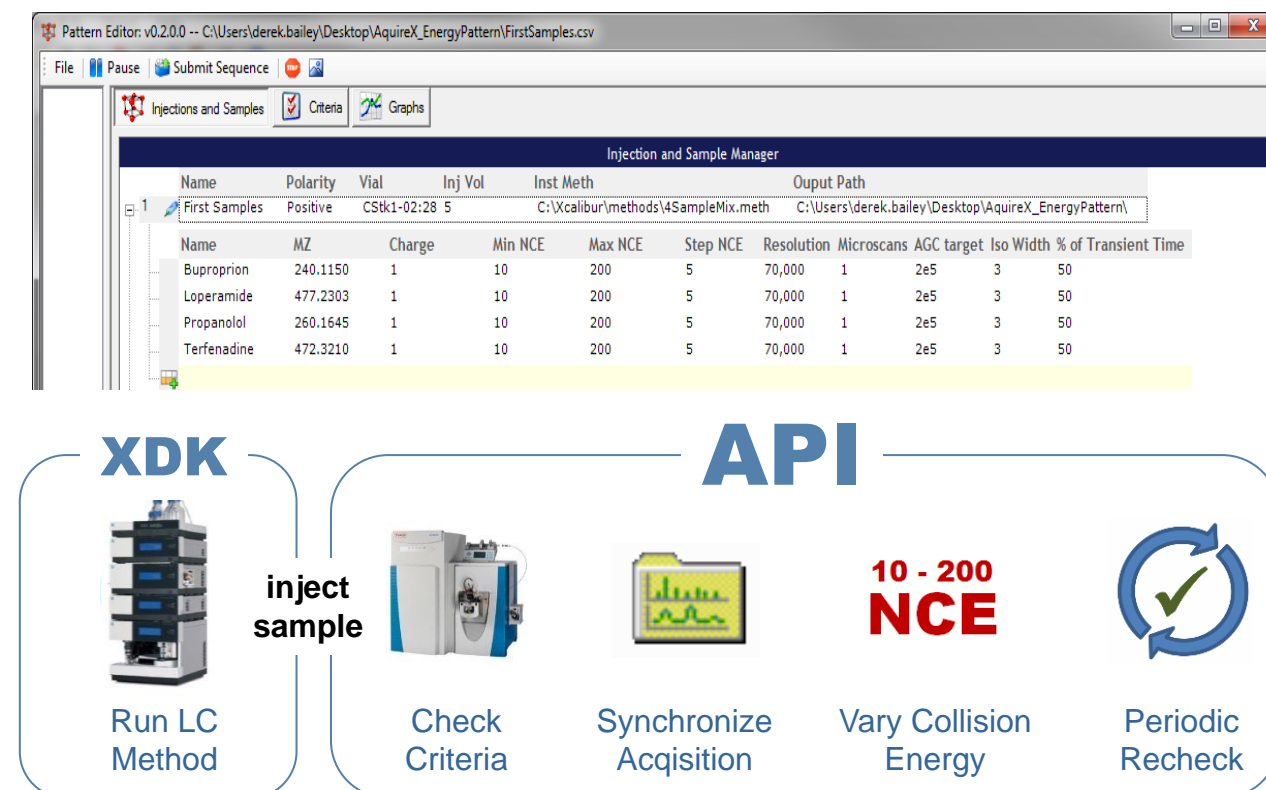 Pattern Editor: v0.2.0.0 -- C:\Users\derek.bailey\Desktop\AquireX_EnergyPattern\FirstSamples.csv
File Pause Submit Sequence STOP
Injections and Samples Criteria Graphs
Injection and Sample Manager
Name Polarity Vial Inj Vol Inst Meth Ouput Path
1 First Samples Positive CStk1-02:28 5 C:\Xcalibur\methods\4SampleMix.meth C:\Users\derek.bailey\Desktop\AquireX_EnergyPattern\
Name MZ Charge Min NCE Max NCE Step NCE Resolution Microscans AGC target Iso Width % of Transient Time
Buproprion 240.1150 1 10 200 5 70,000 1 2e5 3 50
Loperamide 477.2303 1 10 200 5 70,000 1 2e5 3 50
Propanolol 260.1645 1 10 200 5 70,000 1 2e5 3 50
Terfenadine 472.3210 1 10 200 5 70,000 1 2e5 3 50
XDK
API
inject
sample
10 - 200
NCE
Run LC
Method
Check
Criteria
Synchronize
Acqisition
Vary Collision
Energy
Periodic
Recheck